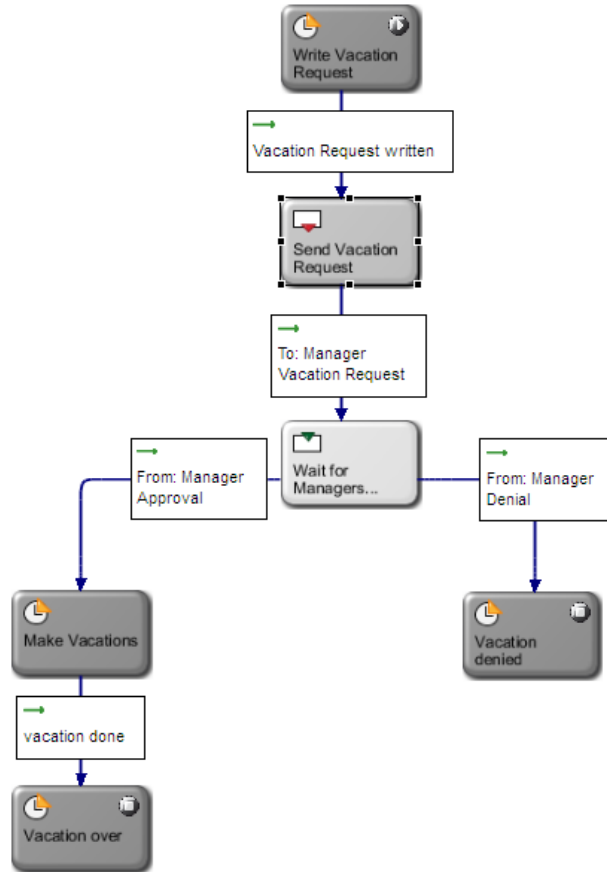 Write Vacation
Request
Vacation Request written
Send Vacation
Request
To: Manager
Vacation Request
Wait for
Managers...
From: Manager
Approval
From: Manager
Denial
Make Vacations
Vacation
denied
vacation done
Vacation over